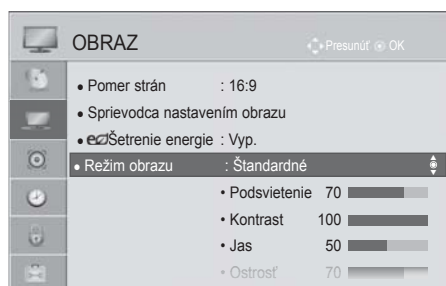 OBRAZ
Presunúť OK
• Pomer strán : 16:9
• Sprievodca nastavením obrazu
• eco Šetrenie energie : Vyp.
• Režim obrazu : Štandardné
• Podsvietenie 70
• Kontrast 100
• Jas 50
• Ostrosť 70